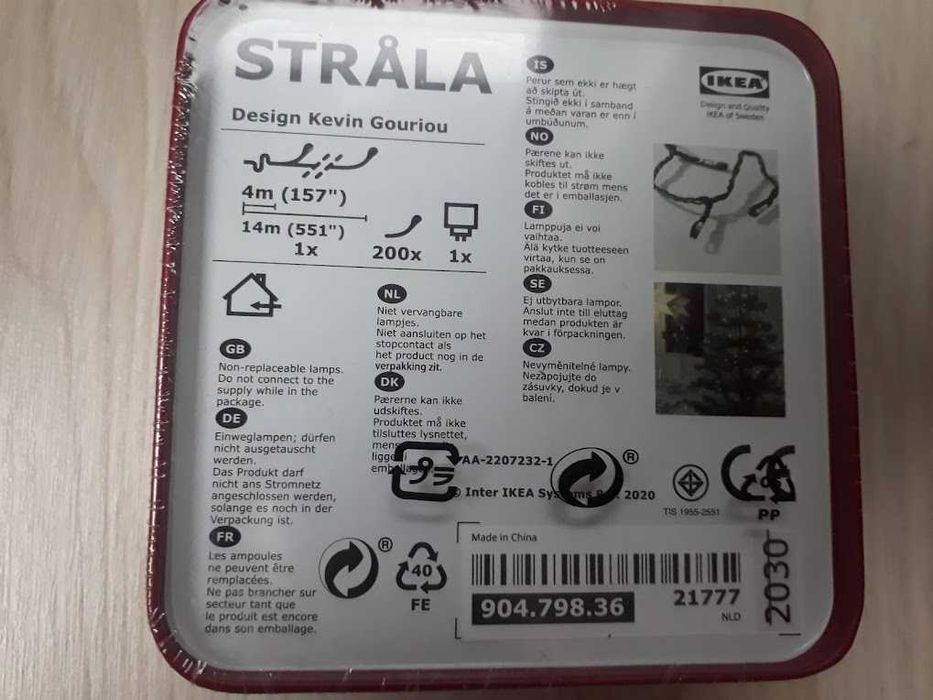 STRÅLA
Design Kevin Gouriou
4m (157")
14m (551")
1x
200x
1x
GB
Non-replaceable lamps.
Do not connect to the
supply while in the
package.
DE
Einweglampen; dürfen
nicht ausgetauscht
werden.
Das Produkt darf
nicht ans Stromnetz
angeschlossen werden,
solange es noch in der
Verpackung ist.
FR
Les ampoules
ne peuvent être
remplacées.
Ne pas brancher sur
secteur tant que
le produit est encore
dans son emballage.
NL
Niet vervangbare
lampjes.
Niet aansluiten op het
stopcontact als
het product nog in de
verpakking zit.
DK
Pærerne kan ikke
udskiftes.
Produktet må ikke
tilsluttes lysnettet,
IS
Perur sem ekki er hægt
að skipta út.
Stingið ekki í samband
á meðan varan er enn í
umbúðunum.
NO
Pærene kan ikke
skiftes ut.
Produktet må ikke
kobles til strøm mens
det er i emballasjen.
FI
Lamppuja ei voi
vaihtaa.
Älä kytke tuotteeseen
virtaa, kun se on
pakkauksessa.
SE
Ej utbytbara lampor.
Anslut inte till eluttag
medan produkten är
kvar i förpackningen.
CZ
Nevyměnitelné lampy.
Nezapojujte do
zásuvky, dokud je v
balení.
IKEA
Design and Quality
IKEA of Sweden
AA-2207232-1
© Inter IKEA Systems B.V. 2020
®
®
40
FE
TIS 1955-2551
PP
Made in China
904.798.36
21777
NLD
2030